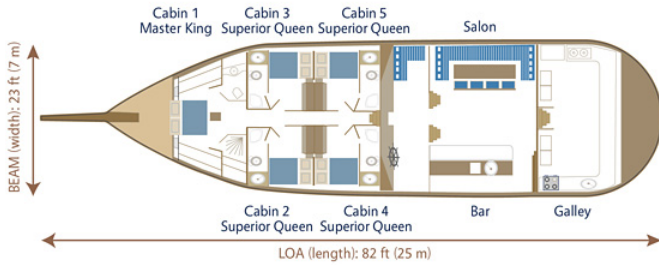 Cabin 1
Master King
Cabin 3
Superior Queen
Cabin 5
Superior Queen
Salon
BEAM (width): 23 ft (7 m)
Cabin 2
Superior Queen
Cabin 4
Superior Queen
Bar
Galley
LOA (length): 82 ft (25 m)